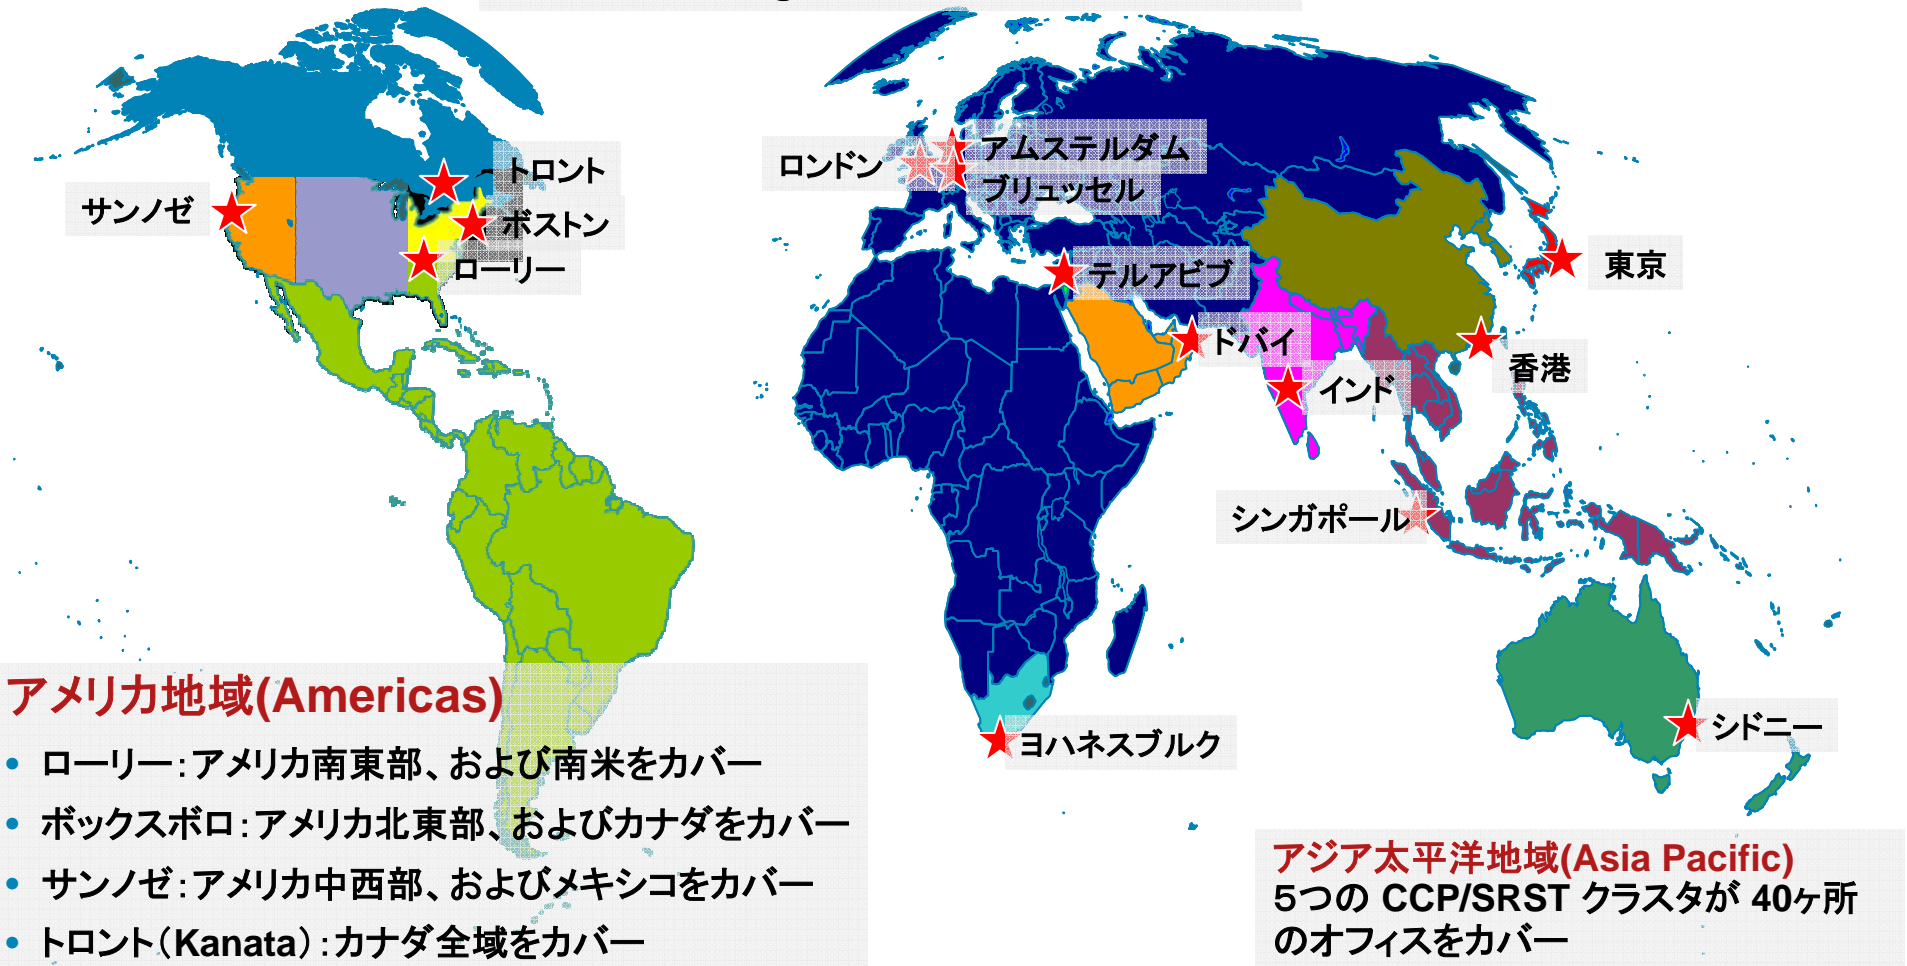 トロント
サンノゼ
ボストン
ローリー
ロンドン
アムステルダム
ブリュッセル
テルアビブ
ドバイ
インド
東京
香港
シンガポール
ヨハネスブルク
シドニー
アメリカ地域(Americas)
• ローリー：アメリカ南東部、および南米をカバー
• ボックスボロ：アメリカ北東部、およびカナダをカバー
• サンノゼ：アメリカ中西部、およびメキシコをカバー
• トロント（Kanata）：カナダ全域をカバー
アジア太平洋地域(Asia Pacific)
５つの CCP/SRST クラスタが 40ヶ所
のオフィスをカバー